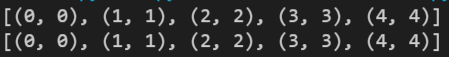 [(0, 0), (1, 1), (2, 2), (3, 3), (4, 4)]
[(0, 0), (1, 1), (2, 2), (3, 3), (4, 4)]